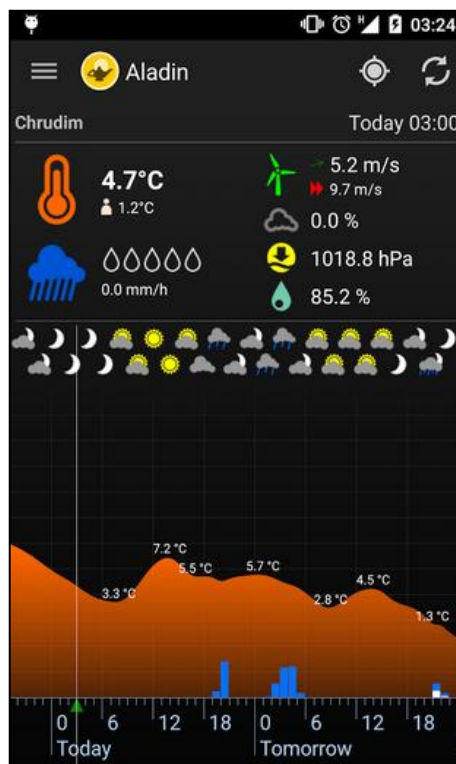 H 03:24
Aladin
Chrudim Today 03:00
4.7°C 5.2 m/s
1.2°C 9.7 m/s
0.0 %
1018.8 hPa
0.0 mm/h 85.2 %
7.2 °C
5.5 °C 5.7 °C
4.5 °C
3.3 °C 2.8 °C
1.3 °C
0 6 12 18 0 6 12 18
Today Tomorrow